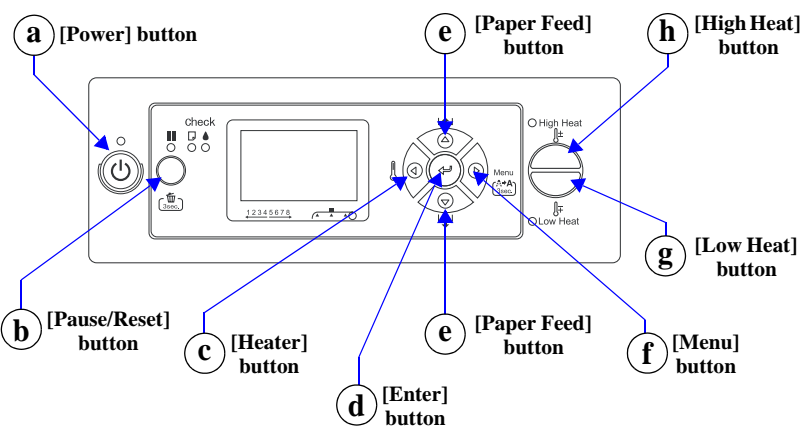 a
[Power] button
e
[Paper Feed]
button
h
[High Heat]
button
Check
High Heat
Menu
A→A
3sec.
3sec.
1 2 3 4 5 6 7 8
Low Heat
g
[Low Heat]
button
b
[Pause/Reset]
button
c
[Heater]
button
d
[Enter]
button
e
[Paper Feed]
button
f
[Menu]
button